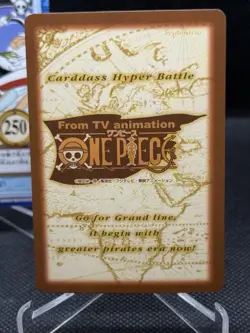 Carddass Hyper Battle
From TV animation
ワンピース
ONE PIECE
Go for Grand line,
it begin with
greater pirates era now!
250